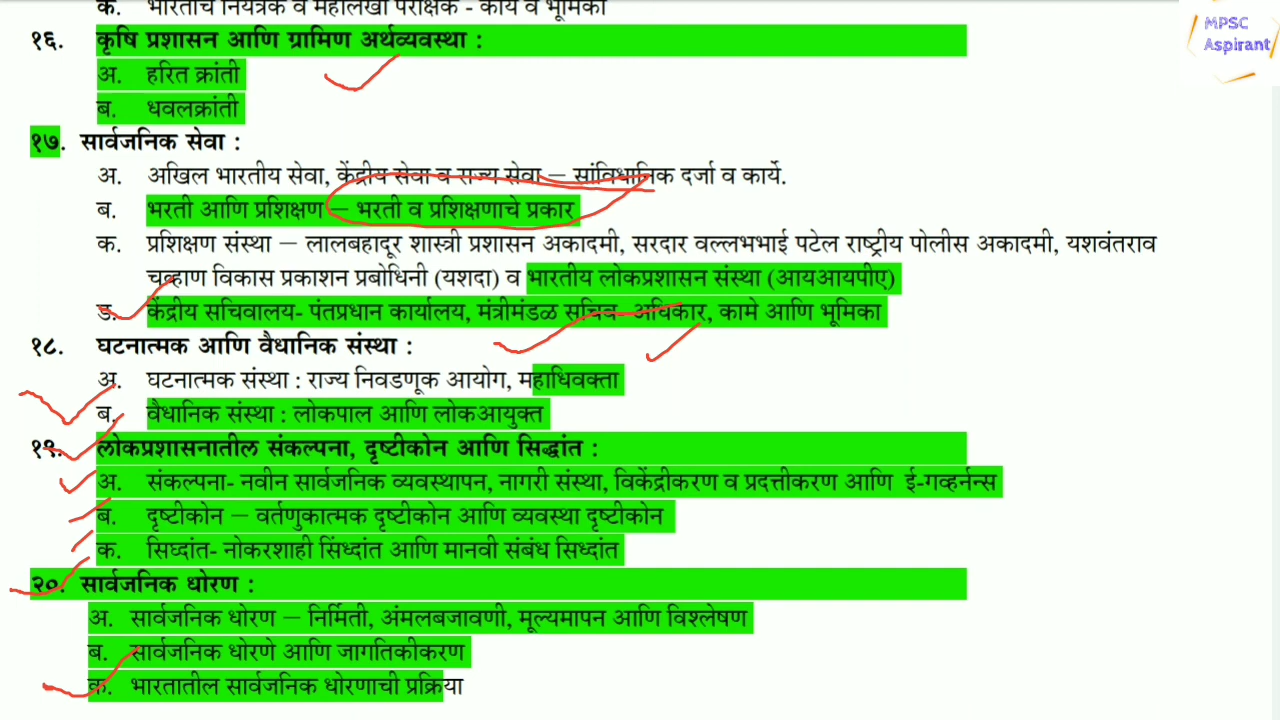 क. भारताचे नियंत्रक व महालेखा परीक्षक - कार्य व भूमिका
MPSC
Aspirant
१६. कृषि प्रशासन आणि ग्रामिण अर्थव्यवस्था :
अ. हरित क्रांती
ब. धवलक्रांती
१७. सार्वजनिक सेवा :
अ. अखिल भारतीय सेवा, केंद्रीय सेवा व राज्य सेवा – सांविधानिक दर्जा व कार्ये.
ब. भरती आणि प्रशिक्षण – भरती व प्रशिक्षणाचे प्रकार
क. प्रशिक्षण संस्था – लालबहादूर शास्त्री प्रशासन अकादमी, सरदार वल्लभभाई पटेल राष्ट्रीय पोलीस अकादमी, यशवंतराव
चव्हाण विकास प्रकाशन प्रबोधिनी (यशदा) व भारतीय लोकप्रशासन संस्था (आयआयपीए)
ड. केंद्रीय सचिवालय- पंतप्रधान कार्यालय, मंत्रीमंडळ सचिव- अधिकार, कामे आणि भूमिका
१८. घटनात्मक आणि वैधानिक संस्था :
अ. घटनात्मक संस्था : राज्य निवडणूक आयोग, महाधिवक्ता
ब. वैधानिक संस्था : लोकपाल आणि लोकआयुक्त
१९. लोकप्रशासनातील संकल्पना, दृष्टीकोन आणि सिद्धांत :
अ. संकल्पना- नवीन सार्वजनिक व्यवस्थापन, नागरी संस्था, विकेंद्रीकरण व प्रदत्तीकरण आणि ई-गव्हर्नन्स
ब. दृष्टीकोन – वर्तणुकात्मक दृष्टीकोन आणि व्यवस्था दृष्टीकोन
क. सिघ्दांत- नोकरशाही सिंध्दांत आणि मानवी संबंध सिध्दांत
२०. सार्वजनिक धोरण :
अ. सार्वजनिक धोरण – निर्मिती, अंमलबजावणी, मूल्यमापन आणि विश्लेषण
ब. सार्वजनिक धोरणे आणि जागतिकीकरण
क. भारतातील सार्वजनिक धोरणाची प्रक्रिया